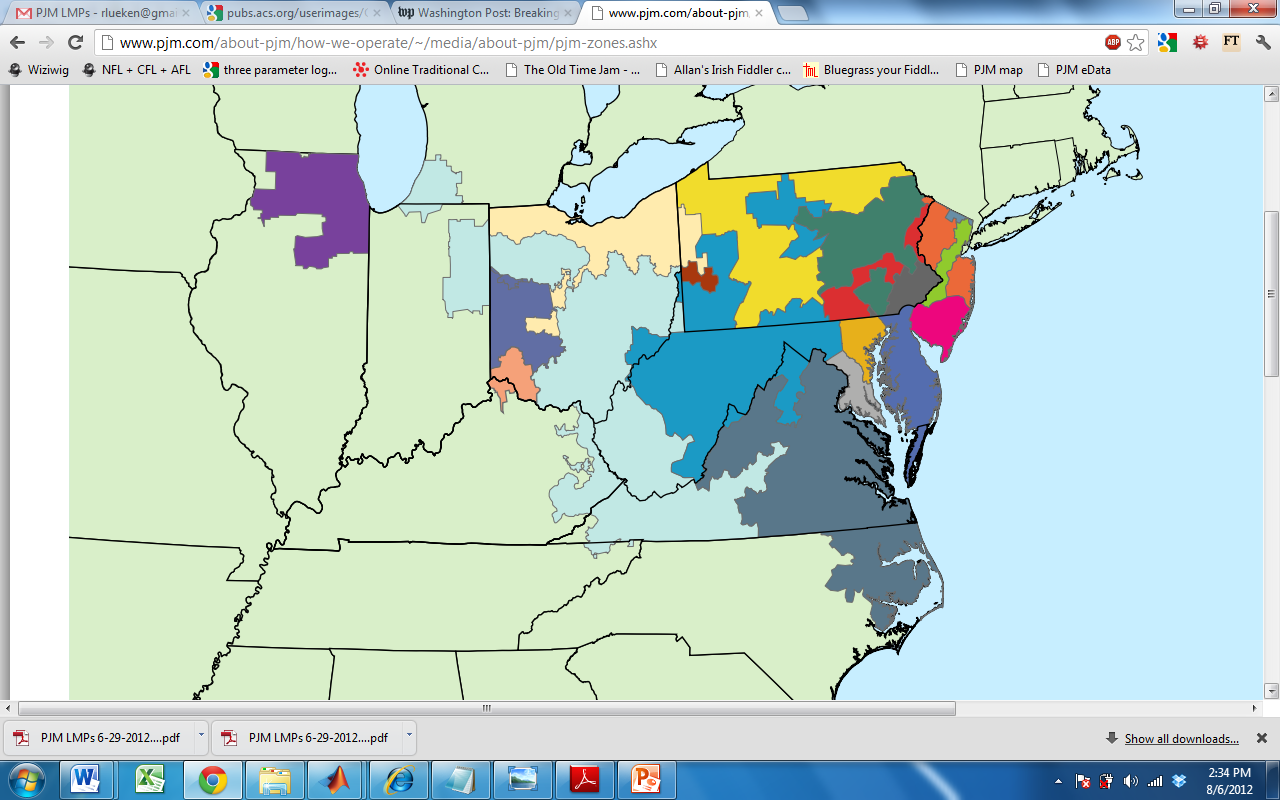 PJM LMPs - rlueken@gmai
pubs.acs.org/userimages/C
wp Washington Post: Breaking
www.pjm.com/about-pjm
www.pjm.com/about-pjm/how-we-operate/~/media/about-pjm/pjm-zones.ashx
ABP
FT
Wiziwig
NFL + CFL + AFL
three parameter log...
Online Traditional C...
The Old Time Jam - ...
Allan's Irish Fiddler c...
Bluegrass your Fiddl...
PJM map
PJM eData
PJM LMPs 6-29-2012....pdf
PJM LMPs 6-29-2012....pdf
Show all downloads...
2:34 PM
8/6/2012